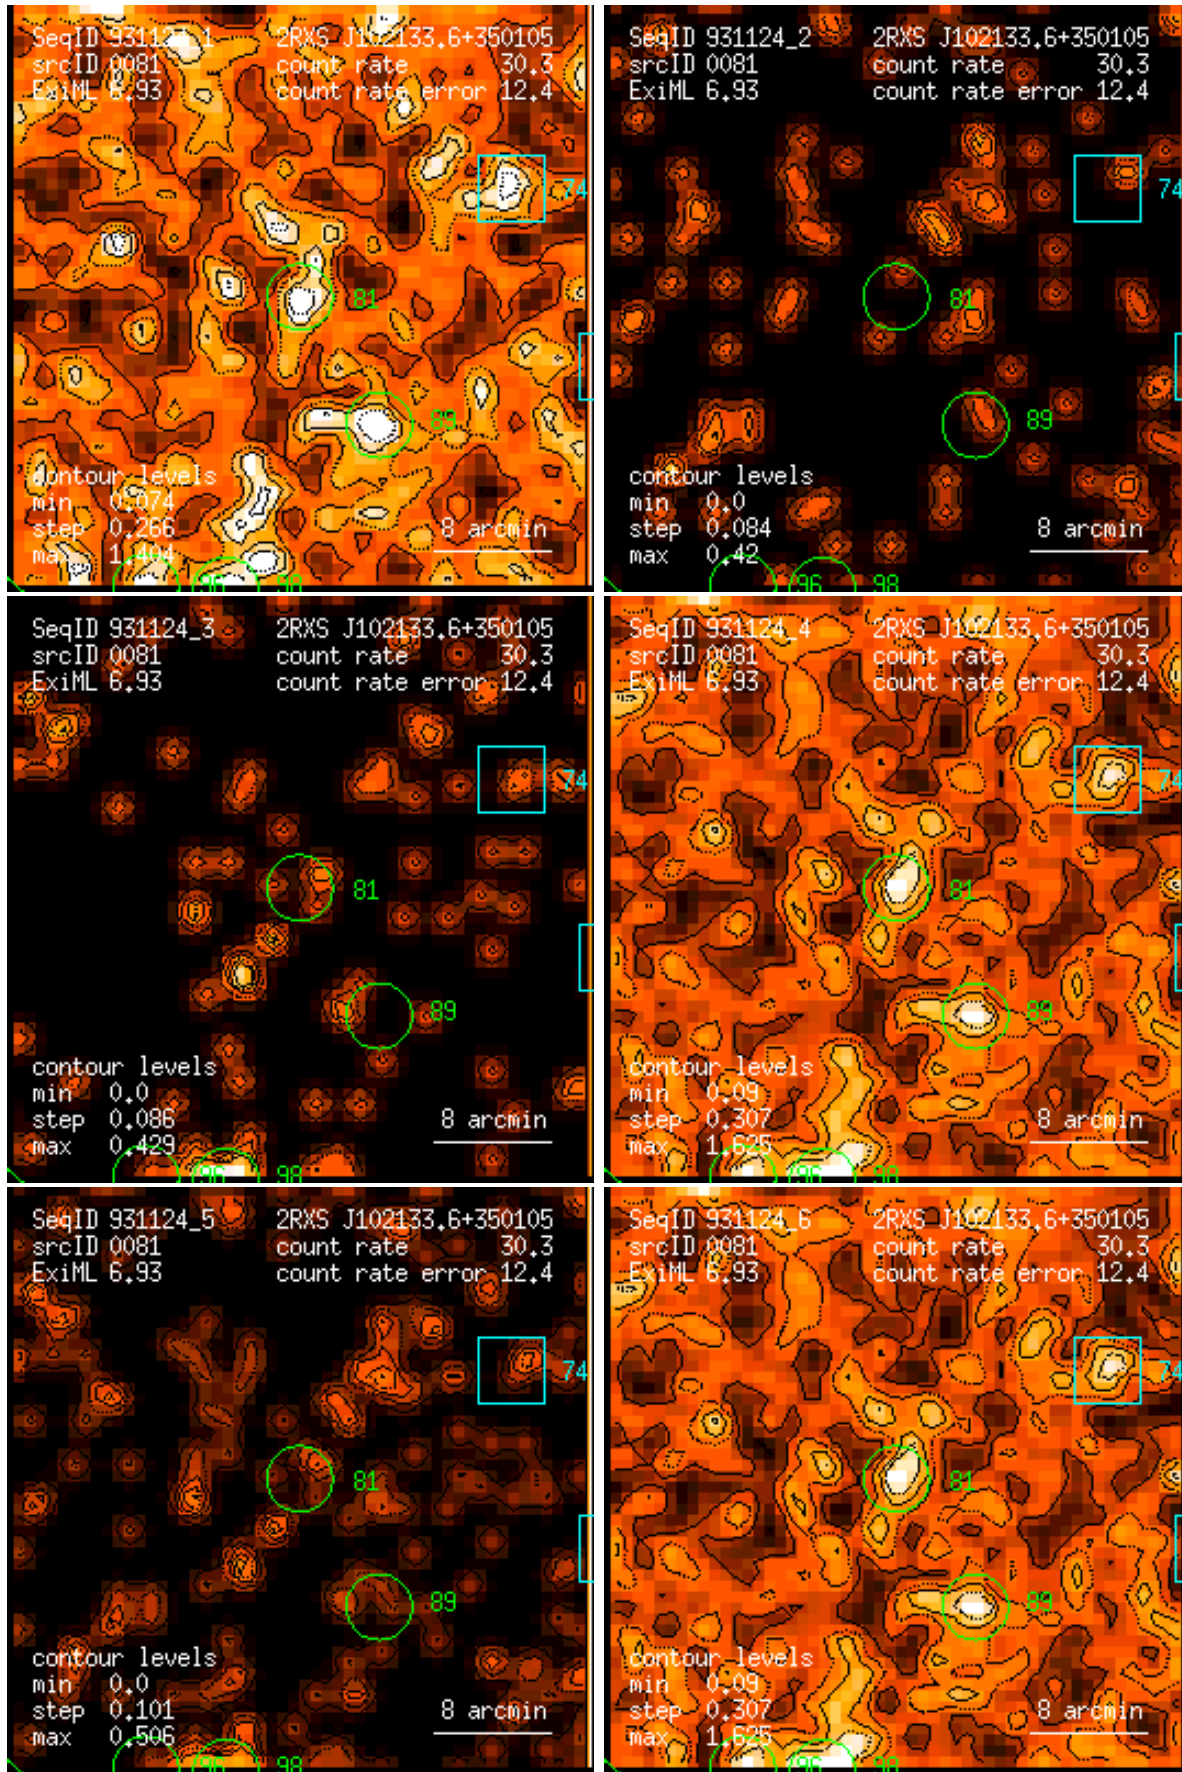 SeqID 931124_1 2RXS J102133.6+350105
srcID 0081 count rate 30.3
ExiML 6.93 count rate error 12.4
74
81
89
contour levels
min 0.074
step 0.266 8 arcmin
max 1.404
96 98
SeqID 931124_2 2RXS J102133.6+350105
srcID 0081 count rate 30.3
ExiML 6.93 count rate error 12.4
74
81
89
contour levels
min 0.0
step 0.084 8 arcmin
max 0.42
96 98
SeqID 931124_3 2RXS J102133.6+350105
srcID 0081 count rate 30.3
ExiML 6.93 count rate error 12.4
74
81
89
contour levels
min 0.0
step 0.086 8 arcmin
max 0.429
96 98
SeqID 931124_4 2RXS J102133.6+350105
srcID 0081 count rate 30.3
ExiML 6.93 count rate error 12.4
74
81
89
contour levels
min 0.09
step 0.307 8 arcmin
max 1.625
96 98
SeqID 931124_5 2RXS J102133.6+350105
srcID 0081 count rate 30.3
ExiML 6.93 count rate error 12.4
74
81
89
contour levels
min 0.0
step 0.101 8 arcmin
max 0.506
96 98
SeqID 931124_6 2RXS J102133.6+350105
srcID 0081 count rate 30.3
ExiML 6.93 count rate error 12.4
74
81
89
contour levels
min 0.09
step 0.307 8 arcmin
max 1.625
96 98